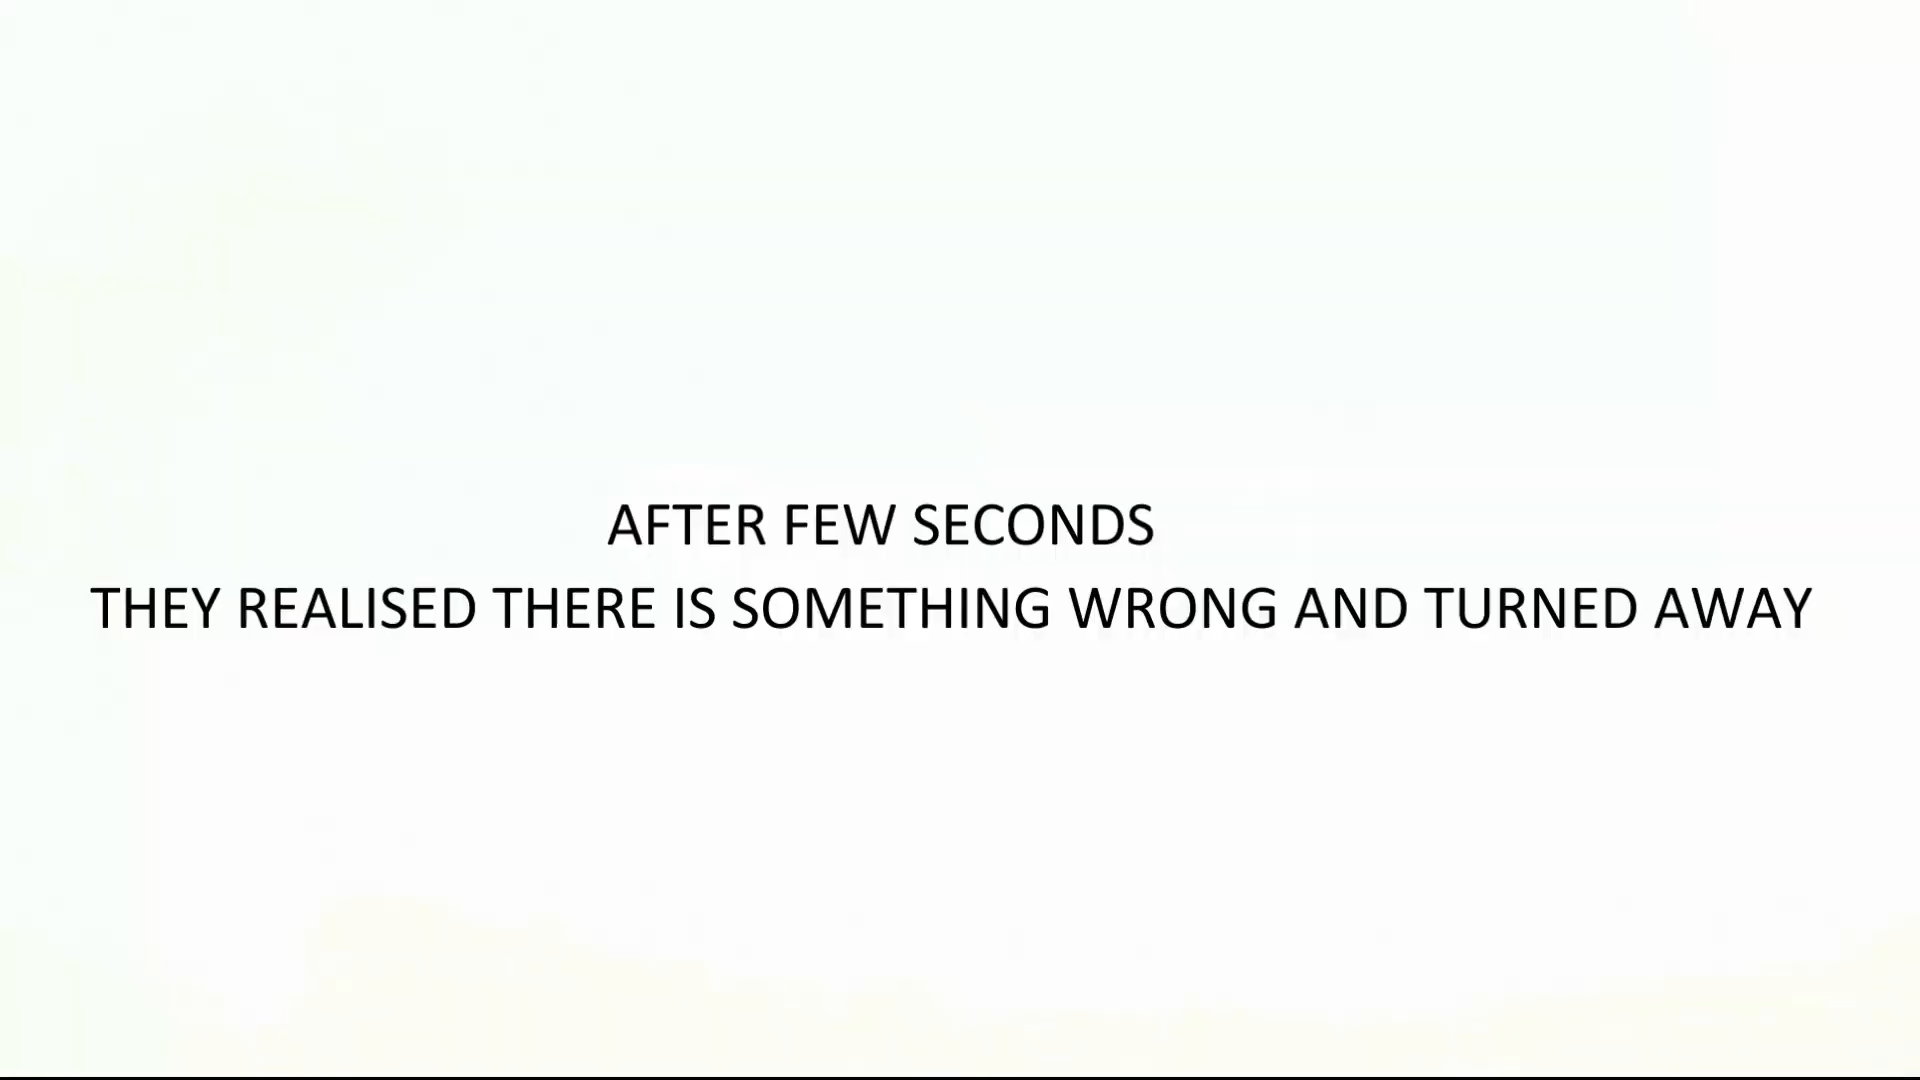 AFTER FEW SECONDS
THEY REALISED THERE IS SOMETHING WRONG AND TURNED AWAY